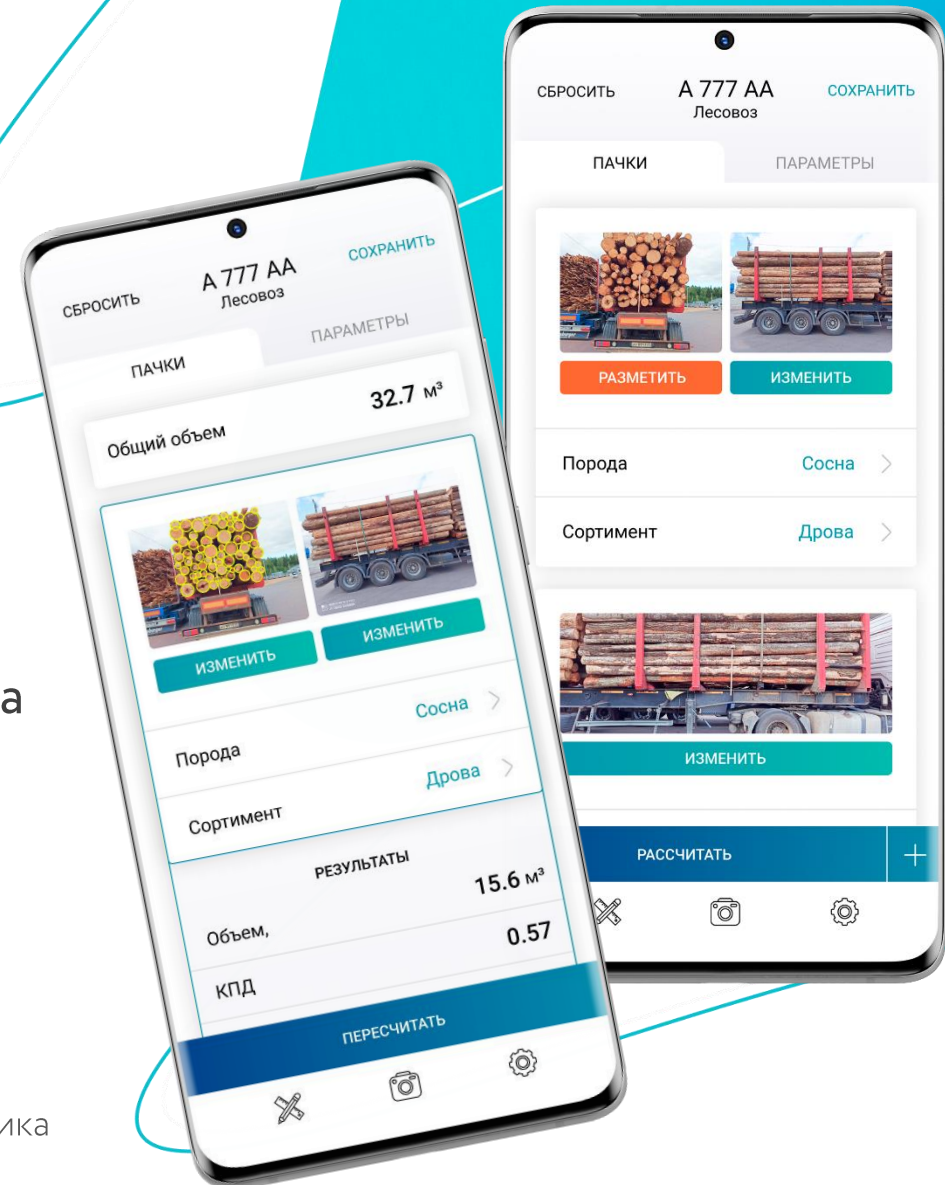 СБРОСИТЬ
А 777 АА
Лесовоз
СОХРАНИТЬ
ПАЧКИ
ПАРАМЕТРЫ
Общий объем
32.7 м³
ИЗМЕНИТЬ
ИЗМЕНИТЬ
Порода
Сосна
Сортимент
Дрова
РЕЗУЛЬТАТЫ
Объем,
15.6 м³
КПД
0.57
ПЕРЕСЧИТАТЬ
СБРОСИТЬ
А 777 АА
Лесовоз
СОХРАНИТЬ
ПАЧКИ
ПАРАМЕТРЫ
РАЗМЕТИТЬ
ИЗМЕНИТЬ
Порода
Сосна
Сортимент
Дрова
ИЗМЕНИТЬ
РАССЧИТАТЬ
а
ика